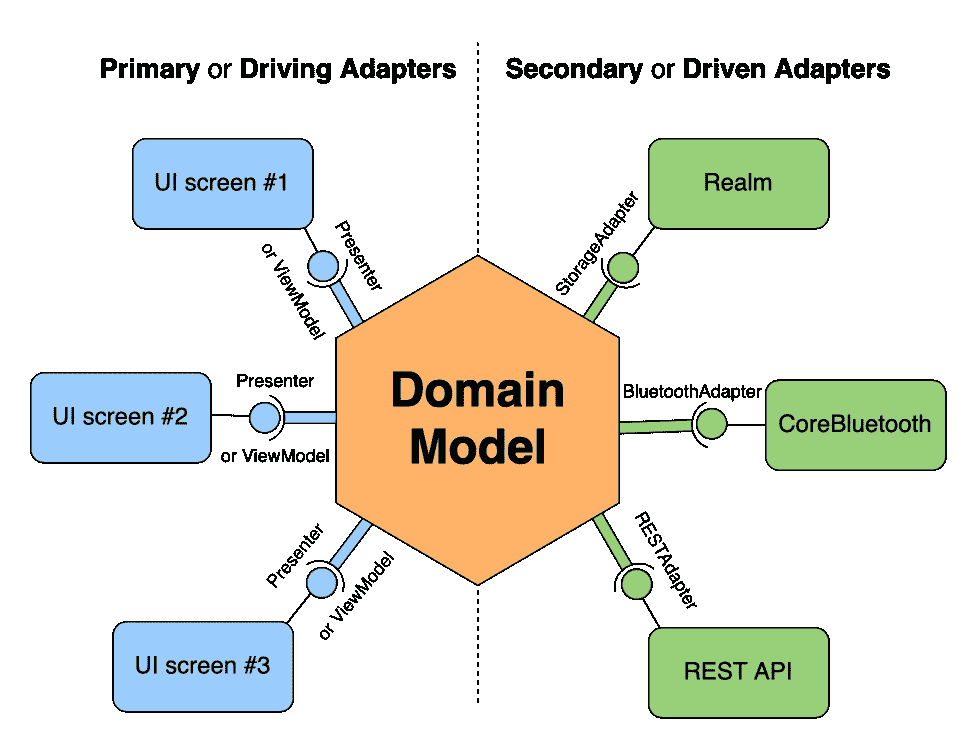 Primary or Driving Adapters
Secondary or Driven Adapters
UI screen #1
Presenter
or ViewModel
Realm
StorageAdapter
UI screen #2
Presenter
or ViewModel
Domain
Model
BluetoothAdapter
CoreBluetooth
Presenter
or ViewModel
UI screen #3
RESTAdapter
REST API